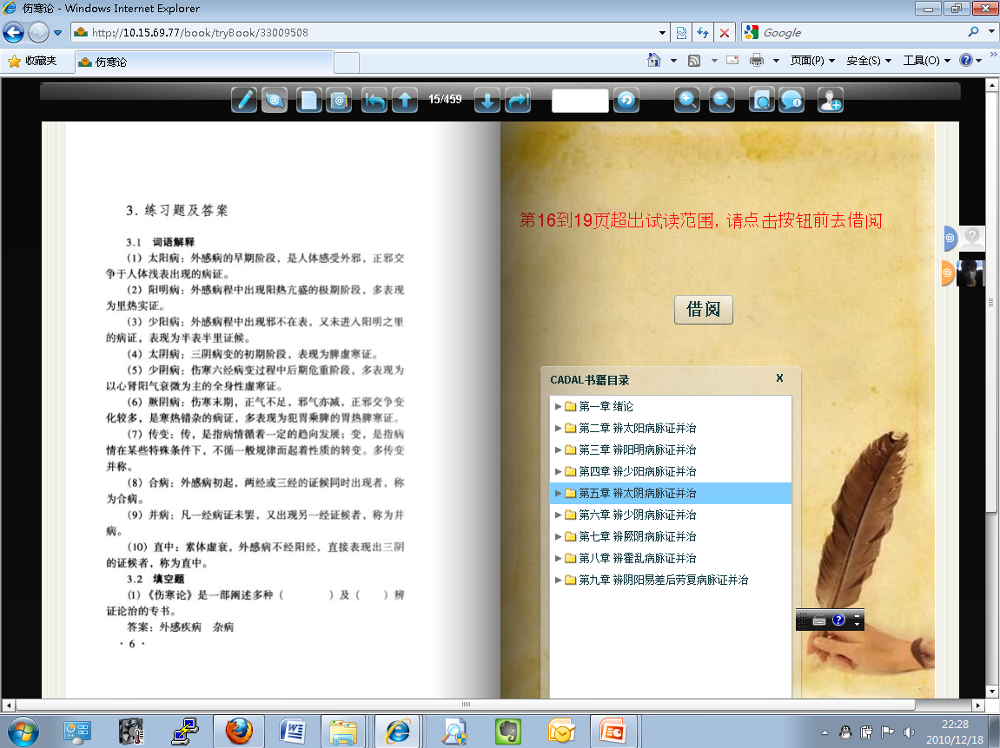 伤寒论 - Windows Internet Explorer
http://10.15.69.77/book/tryBook/33009508
Google
收藏夹
伤寒论
页面(P)
安全(S)
工具(O)
15/459
3. 练习题及答案
3.1 词语解释
(1) 太阳病：外感病的早期阶段，是人体感受外邪，正邪交
争于人体浅表出现的病证。
(2) 阳明病：外感病程中出现阳热亢盛的极期阶段，多表现
为里热实证。
(3) 少阳病：外感病程中出现邪不在表，又未进入阳明之里
的病证，表现为半表半里证候。
(4) 太阴病：三阴病变的初期阶段，表现为脾虚寒证。
(5) 少阴病：伤寒六经病变过程中后期危重阶段，多表现为
以心肾阳气衰微为主的全身性虚寒证。
(6) 厥阴病：伤寒末期，正气不足，邪气亦减，正邪交争变
化较多，是寒热错杂的病证，多表现为犯胃乘脾的胃热脾寒证。
(7) 传变：传，是指病情循着一定的趋向发展；变，是指病
情在某些特殊条件下，不循一般规律而起着性质的转变。多传变
并称。
(8) 合病：外感病初起，两经或三经的证候同时出现者，称
为合病。
(9) 并病：凡一经病证未罢，又出现另一经证候者，称为并
病。
(10) 直中：素体虚衰，外感病不经阳经，直接表现出三阴
的证候者，称为直中。
3.2 填空题
(1)《伤寒论》是一部阐述多种（　　）及（　　）辨
证论治的专书。
答案：外感疾病 杂病
· 6 ·
第16到19页超出试读范围，请点击按钮前去借阅
借阅
CADAL书籍目录
X
第一章 绪论
第二章 辨太阳病脉证并治
第三章 辨阳明病脉证并治
第四章 辨少阳病脉证并治
第五章 辨太阴病脉证并治
第六章 辨少阴病脉证并治
第七章 辨厥阴病脉证并治
第八章 辨霍乱病脉证并治
第九章 辨阴阳易差后劳复病脉证并治
22:28
2010/12/18